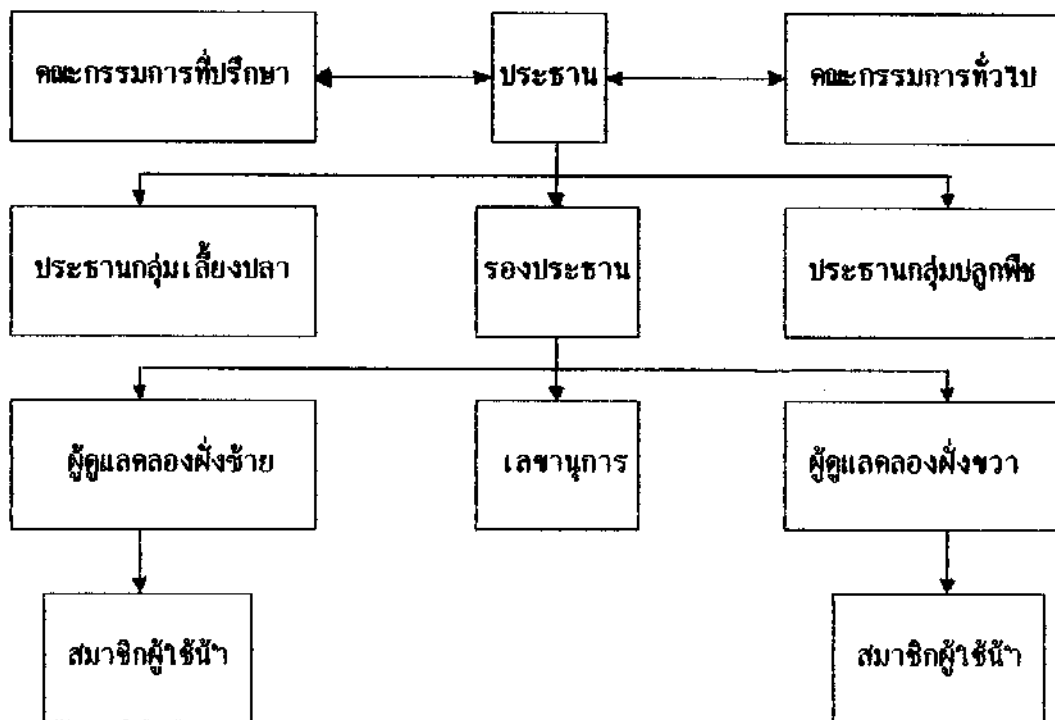 คณะกรรมการที่ปรึกษา
ประธาน
คณะกรรมการทั่วไป
ประธานกลุ่มเลี้ยงปลา
รองประธาน
ประธานกลุ่มปลูกพืช
ผู้ดูแลคลองฝั่งซ้าย
เลขานุการ
ผู้ดูแลคลองฝั่งขวา
สมาชิกผู้ใช้น้ำ
สมาชิกผู้ใช้น้ำ